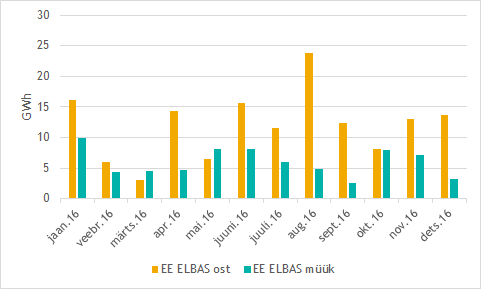 30
25
20
15
10
5
0
GWh
jaan.16
veebr.16
märts.16
apr.16
mai.16
juuni.16
juuli.16
aug.16
sept.16
okt.16
nov.16
dets.16
EE ELBAS ost EE ELBAS müük